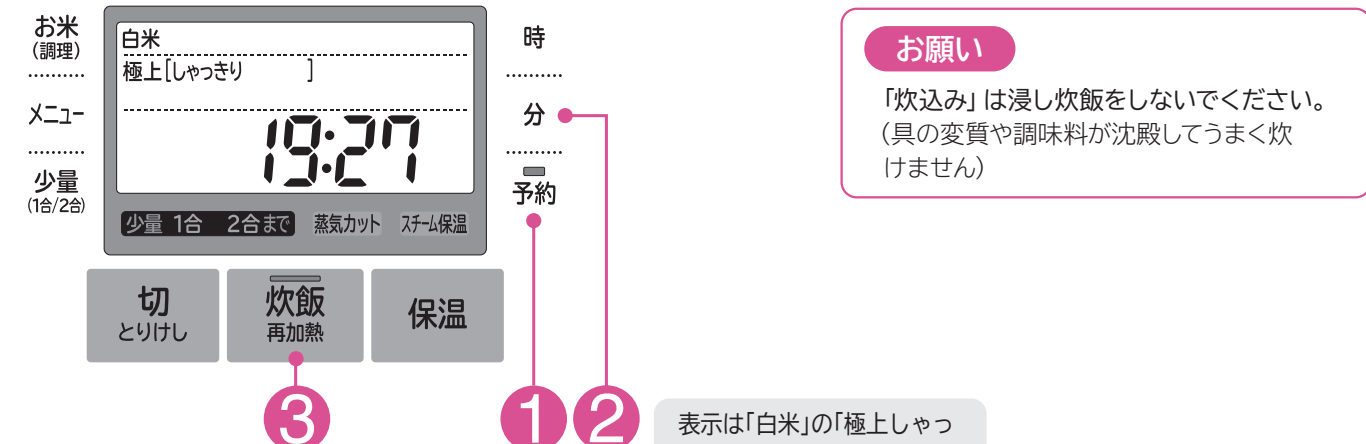 お米
(調理)
メニュー
少量
(1合/2合)
白米
極上[しゃっきり ]
19:27
少量 1合 2合まで 蒸気カット スチーム保温
時
分
予約
切
とりけし
炊飯
再加熱
保温
3
1
2
表示は「白米」の「極上しゃっ
お願い
「炊込み」は浸し炊飯をしないでください。
(具の変質や調味料が沈殿してうまく炊
けません)